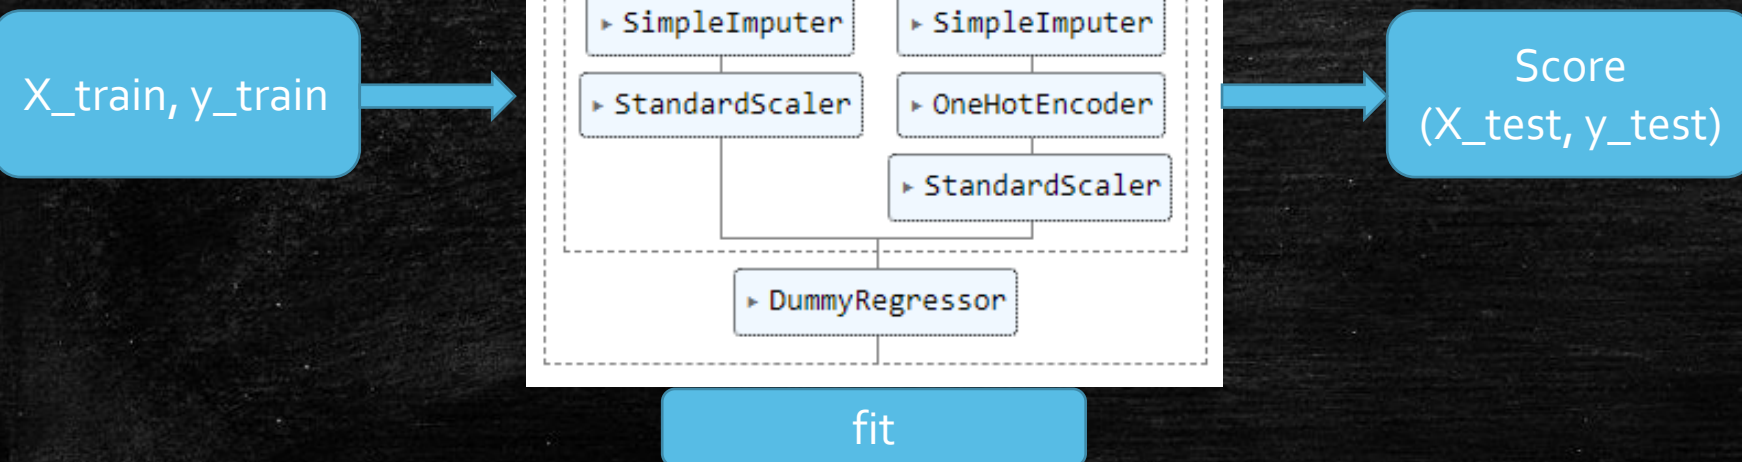 X_train, y_train
SimpleImputer
SimpleImputer
StandardScaler
OneHotEncoder
StandardScaler
DummyRegressor
Score
(X_test, y_test)
fit